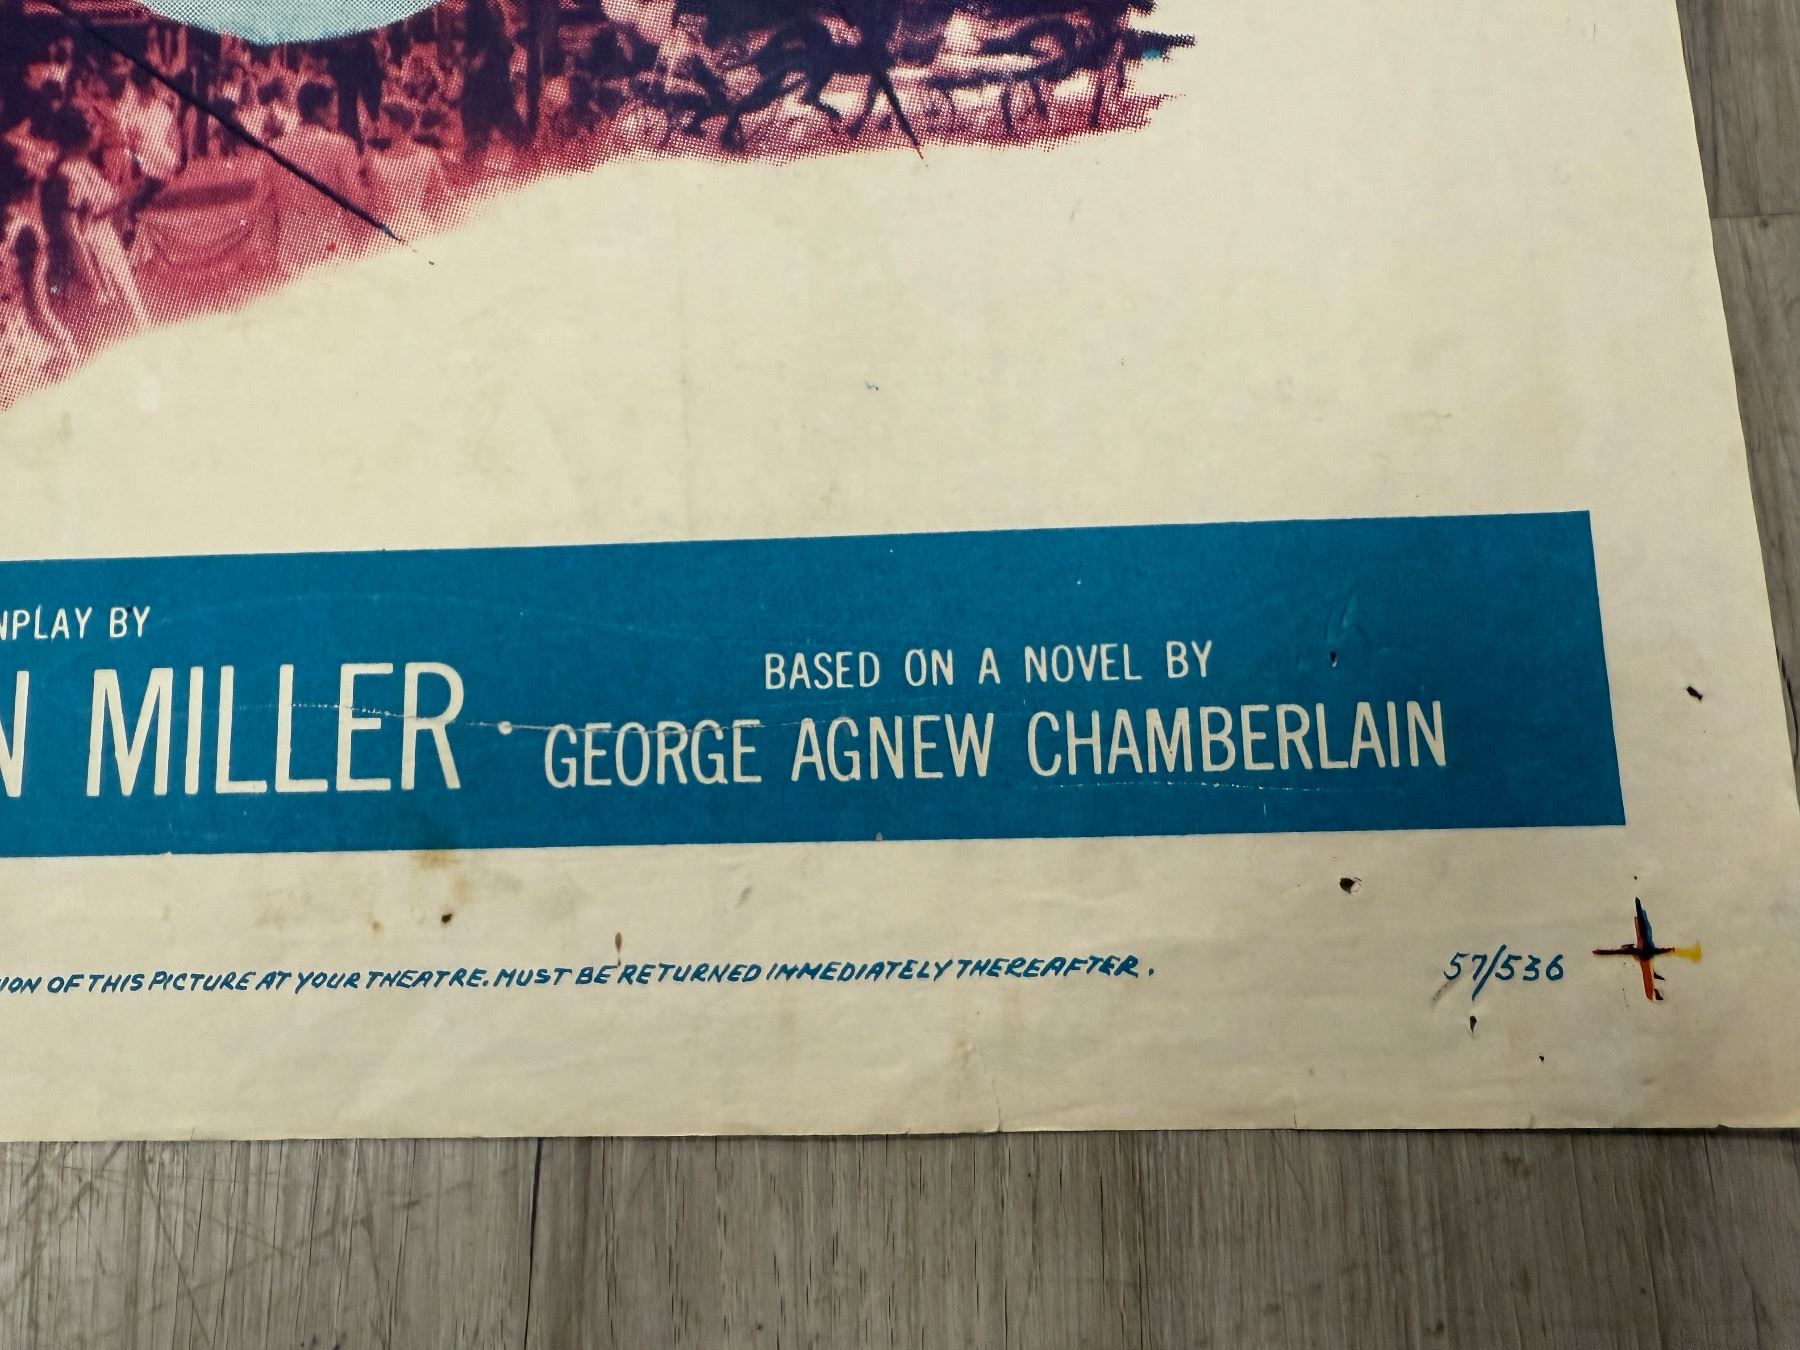 NPLAY BY
N MILLER · 
BASED ON A NOVEL BY
GEORGE AGNEW CHAMBERLAIN
ION OF THIS PICTURE AT YOUR THEATRE. MUST BE RETURNED IMMEDIATELY THEREAFTER.
57/536